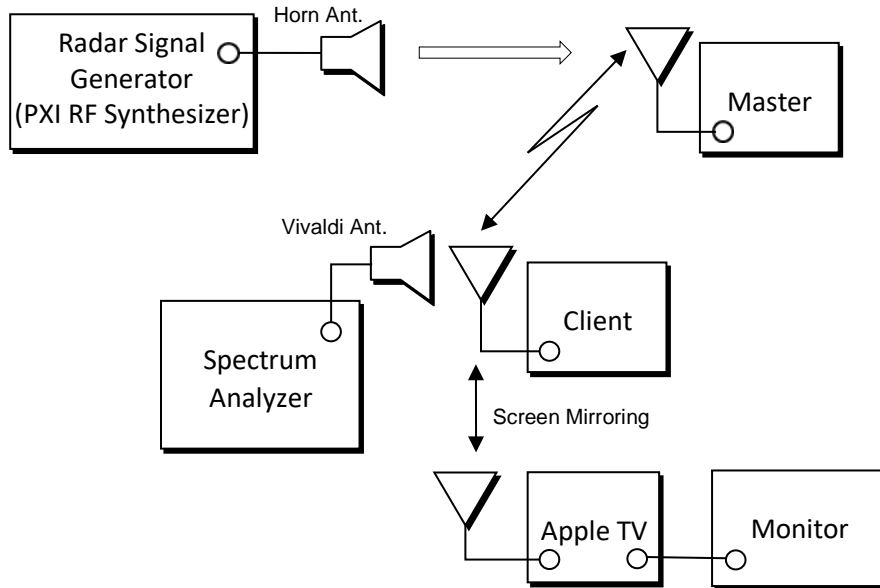 Horn Ant.
Radar Signal
Generator
(PXI RF Synthesizer)
Master
Vivaldi Ant.
Client
Spectrum
Analyzer
Screen Mirroring
Apple TV
Monitor